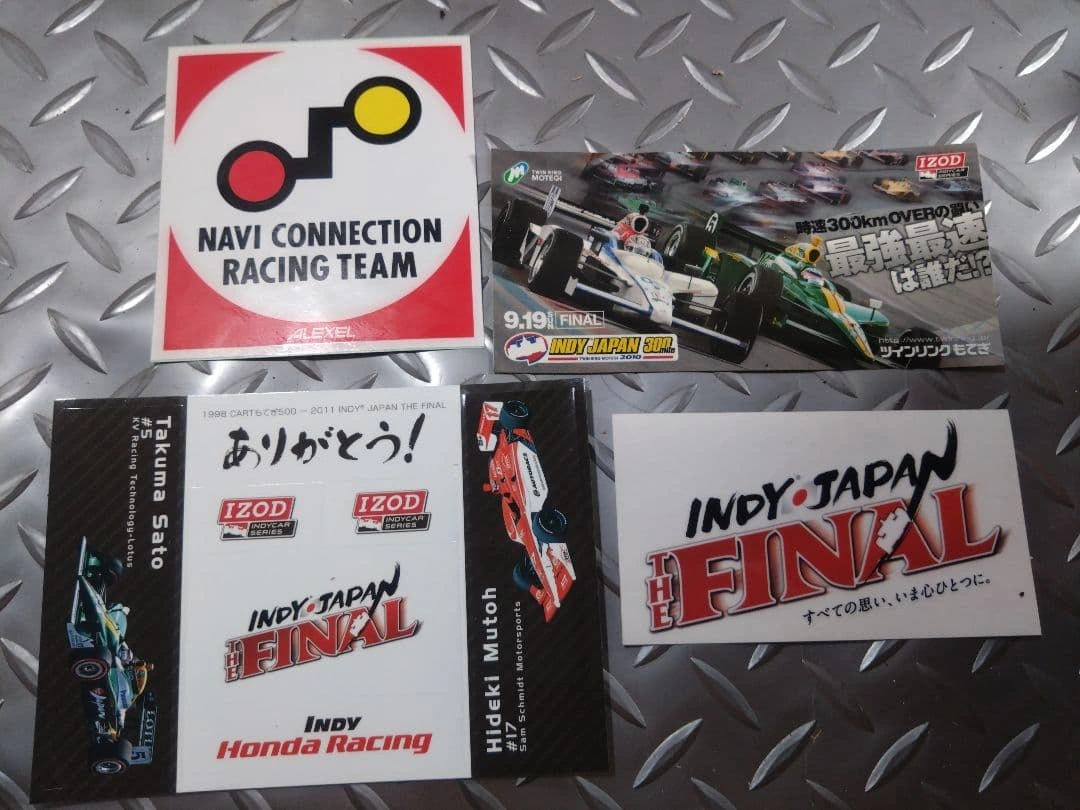 NAVI CONNECTION
RACING TEAM
ALEXEL
TWIN RING
MOTEGI
IZOD
INDYCAR
SERIES
時速300kmOVERの闘い
最強最速
は誰だ!?
9.19
FINAL
INDY JAPAN 300 mile
TWIN RING MOTEGI 2010
ツインリンクもてぎ
Takuma Sato
#5
KV Racing Technology-Lotus
1998 CARTもてぎ500 ― 2011 INDY® JAPAN THE FINAL
ありがとう!
IZOD
INDYCAR
SERIES
IZOD
INDYCAR
SERIES
INDY JAPAN
THE FINAL
INDY
Honda Racing
Hideki Mutoh
#17
Sam Schmidt Motorsports
INDY JAPAN
THE FINAL
すべての思い、いま心ひとつに。